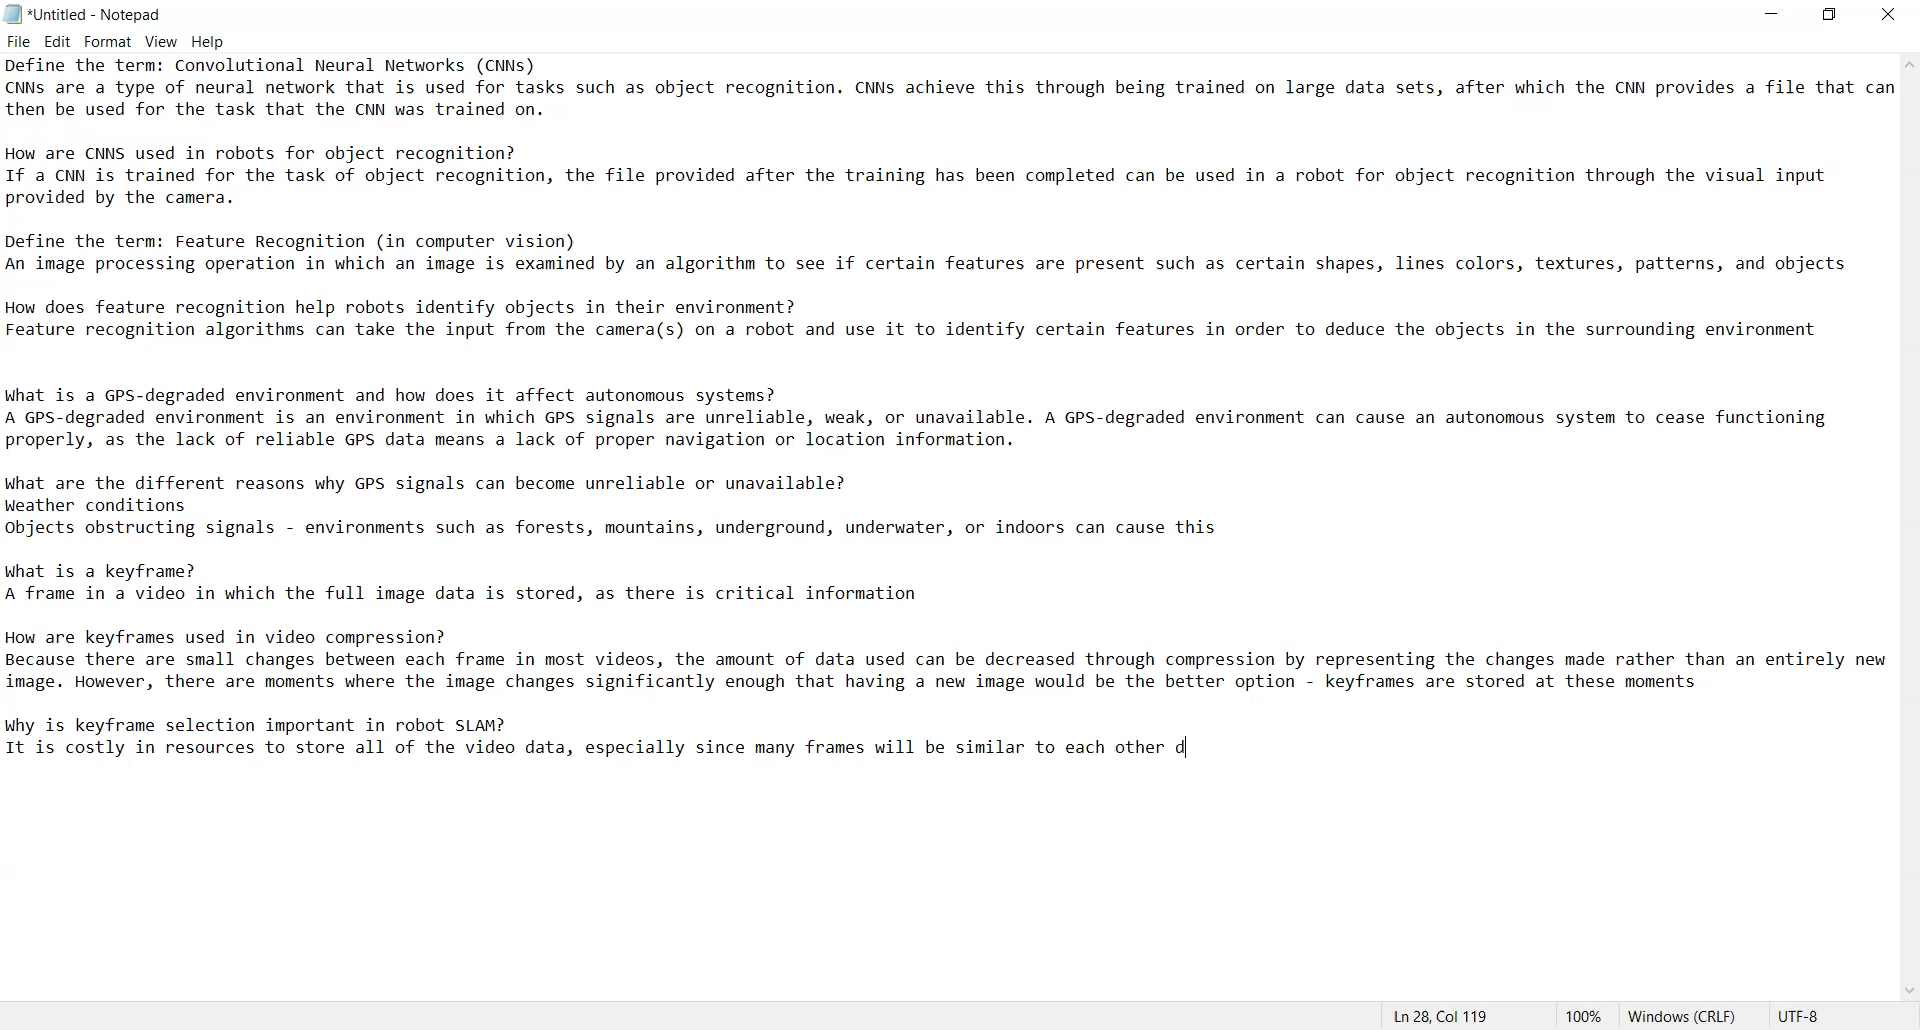 *Untitled - Notepad
File Edit Format View Help
Define the term: Convolutional Neural Networks (CNNs)
CNNs are a type of neural network that is used for tasks such as object recognition. CNNs achieve this through being trained on large data sets, after which the CNN provides a file that can
then be used for the task that the CNN was trained on.
How are CNNS used in robots for object recognition?
If a CNN is trained for the task of object recognition, the file provided after the training has been completed can be used in a robot for object recognition through the visual input
provided by the camera.
Define the term: Feature Recognition (in computer vision)
An image processing operation in which an image is examined by an algorithm to see if certain features are present such as certain shapes, lines colors, textures, patterns, and objects
How does feature recognition help robots identify objects in their environment?
Feature recognition algorithms can take the input from the camera(s) on a robot and use it to identify certain features in order to deduce the objects in the surrounding environment
What is a GPS-degraded environment and how does it affect autonomous systems?
A GPS-degraded environment is an environment in which GPS signals are unreliable, weak, or unavailable. A GPS-degraded environment can cause an autonomous system to cease functioning
properly, as the lack of reliable GPS data means a lack of proper navigation or location information.
What are the different reasons why GPS signals can become unreliable or unavailable?
Weather conditions
Objects obstructing signals - environments such as forests, mountains, underground, underwater, or indoors can cause this
What is a keyframe?
A frame in a video in which the full image data is stored, as there is critical information
How are keyframes used in video compression?
Because there are small changes between each frame in most videos, the amount of data used can be decreased through compression by representing the changes made rather than an entirely new
image. However, there are moments where the image changes significantly enough that having a new image would be the better option - keyframes are stored at these moments
Why is keyframe selection important in robot SLAM?
It is costly in resources to store all of the video data, especially since many frames will be similar to each other d
Ln 28, Col 119 100% Windows (CRLF) UTF-8